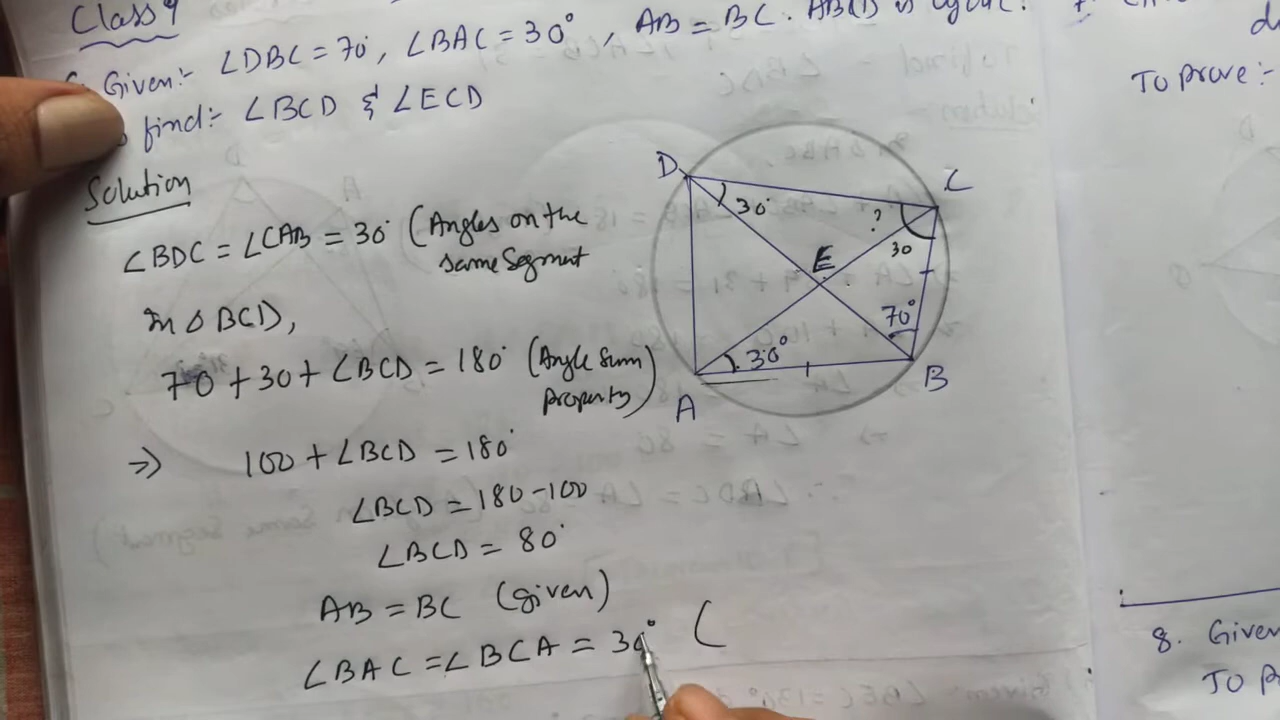 Class 9
Given:- ∠DBC = 70°, ∠BAC = 30°, AB = BC. ABCD is cyclic.
find:- ∠BCD & ∠ECD
Solution
∠BDC = ∠CAB = 30° (Angles on the
same Segment
In △ BCD,
70 + 30 + ∠BCD = 180° (Angle sum
property)
⇒ 100 + ∠BCD = 180°
∠BCD = 180 - 100
∠BCD = 80°
AB = BC (given)
∠BAC = ∠BCA = 30° (
D
C
30°
?
30
E
70°
30°
A
B
To prove:-
8. Given
To p